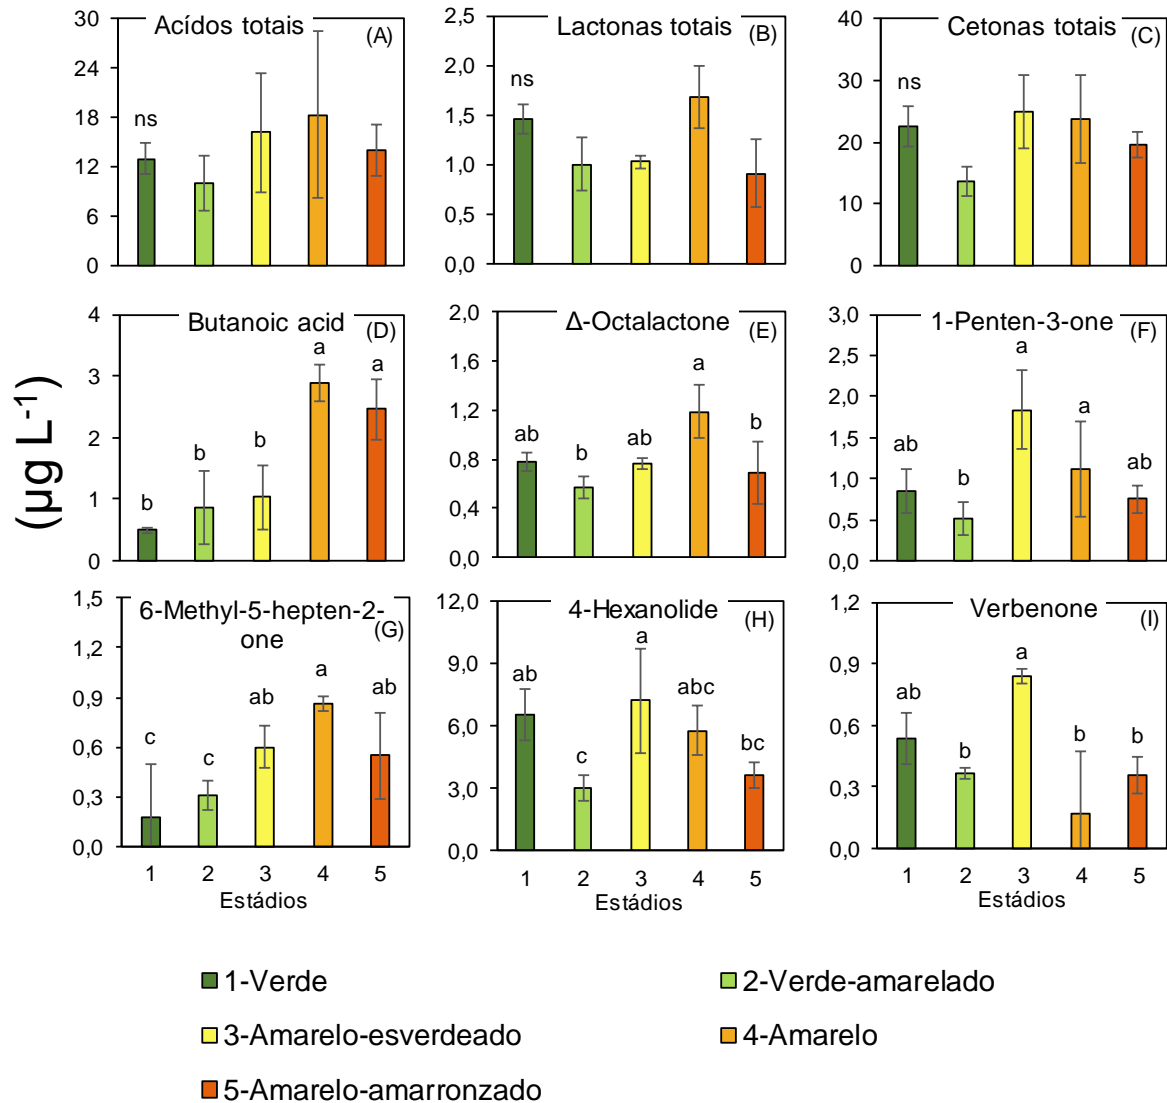 Acídos totais
(A)
30
24
18
12
6
0
ns
Lactonas totais
(B)
2,5
2,0
1,5
1,0
0,5
0,0
ns
Cetonas totais
(C)
40
30
20
10
0
ns
(µg L-1)
Butanoic acid
(D)
4
3
2
1
0
b
b
b
a
a
Δ-Octalactone
(E)
2,0
1,6
1,2
0,8
0,4
0,0
ab
b
ab
a
b
1-Penten-3-one
(F)
3,0
2,5
2,0
1,5
1,0
0,5
0,0
ab
b
a
a
ab
6-Methyl-5-hepten-2-
one
(G)
1,5
1,2
0,9
0,6
0,3
0,0
c
c
ab
a
ab
1 2 3 4 5
Estádios
4-Hexanolide
(H)
12,0
9,0
6,0
3,0
0,0
ab
c
a
abc
bc
1 2 3 4 5
Estádios
Verbenone
(I)
1,2
0,9
0,6
0,3
0,0
ab
b
a
b
b
1 2 3 4 5
Estádios
1-Verde
2-Verde-amarelado
3-Amarelo-esverdeado
4-Amarelo
5-Amarelo-amarronzado